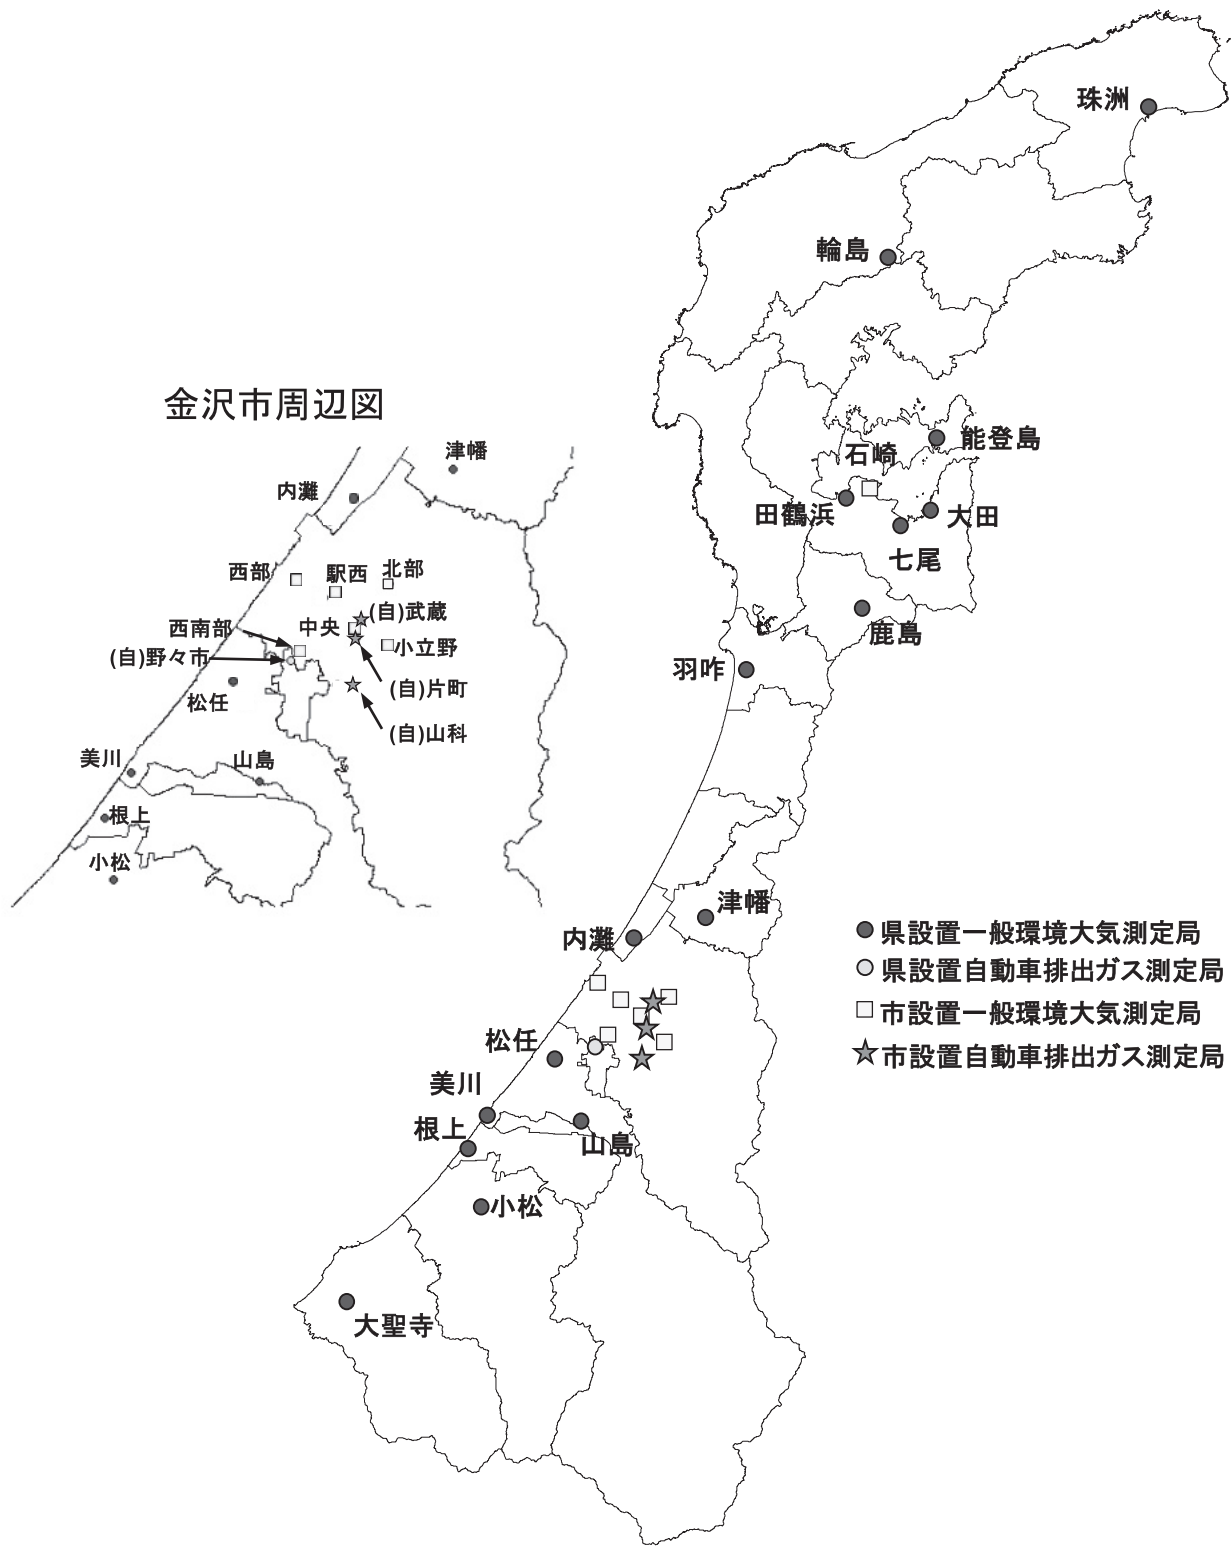 珠洲
輪島
金沢市周辺図
能登島
石崎
田鶴浜
大田
七尾
鹿島
羽咋
津幡
内灘
西部
駅西
北部
(自)武蔵
中央
西南部
小立野
(自)野々市
(自)片町
松任
(自)山科
美川
山島
根上
小松
津幡
内灘
松任
美川
根上
山島
小松
大聖寺
県設置一般環境大気測定局
県設置自動車排出ガス測定局
市設置一般環境大気測定局
市設置自動車排出ガス測定局